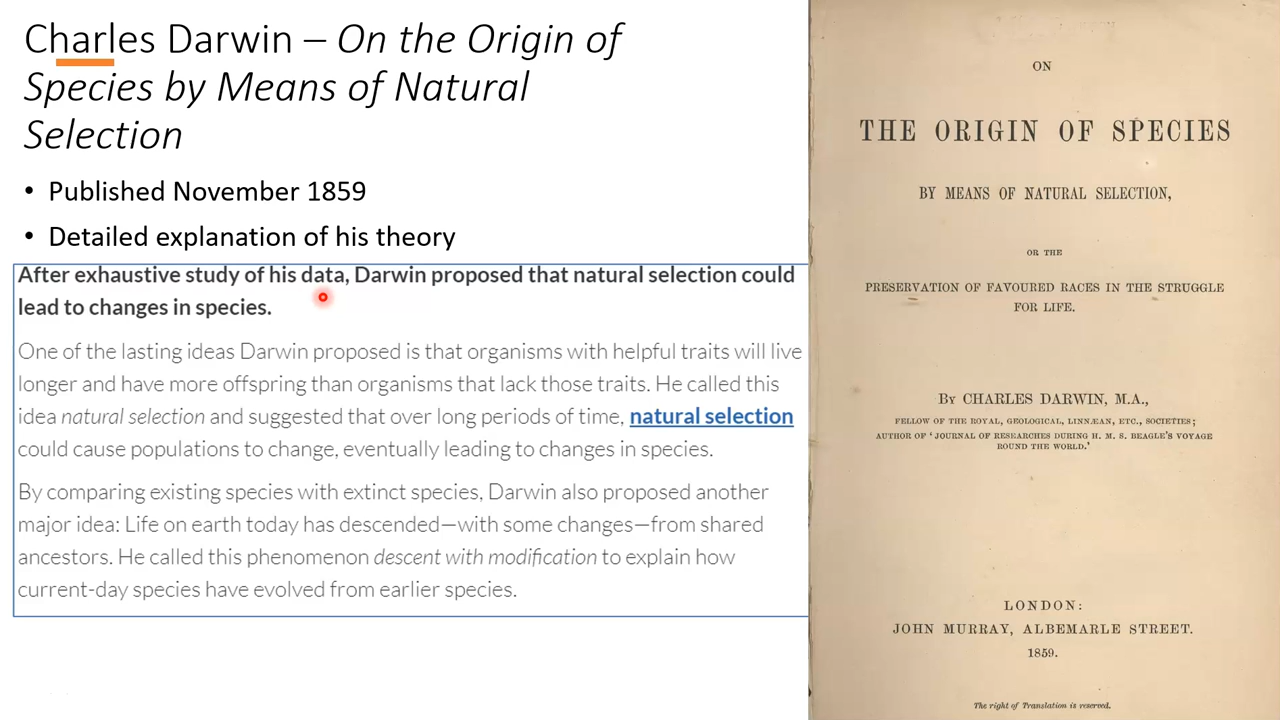 Charles Darwin – On the Origin of
Species by Means of Natural
Selection
• Published November 1859
• Detailed explanation of his theory
After exhaustive study of his data, Darwin proposed that natural selection could
lead to changes in species.
One of the lasting ideas Darwin proposed is that organisms with helpful traits will live
longer and have more offspring than organisms that lack those traits. He called this
idea natural selection and suggested that over long periods of time, natural selection
could cause populations to change, eventually leading to changes in species.
By comparing existing species with extinct species, Darwin also proposed another
major idea: Life on earth today has descended—with some changes—from shared
ancestors. He called this phenomenon descent with modification to explain how
current-day species have evolved from earlier species.
ON
THE ORIGIN OF SPECIES
BY MEANS OF NATURAL SELECTION,
OR THE
PRESERVATION OF FAVOURED RACES IN THE STRUGGLE
FOR LIFE.
By CHARLES DARWIN, M.A.,
FELLOW OF THE ROYAL, GEOLOGICAL, LINNÆAN, ETC., SOCIETIES;
AUTHOR OF ‘JOURNAL OF RESEARCHES DURING H. M. S. BEAGLE’S VOYAGE
ROUND THE WORLD.’
LONDON:
JOHN MURRAY, ALBEMARLE STREET.
1859.
The right of Translation is reserved.